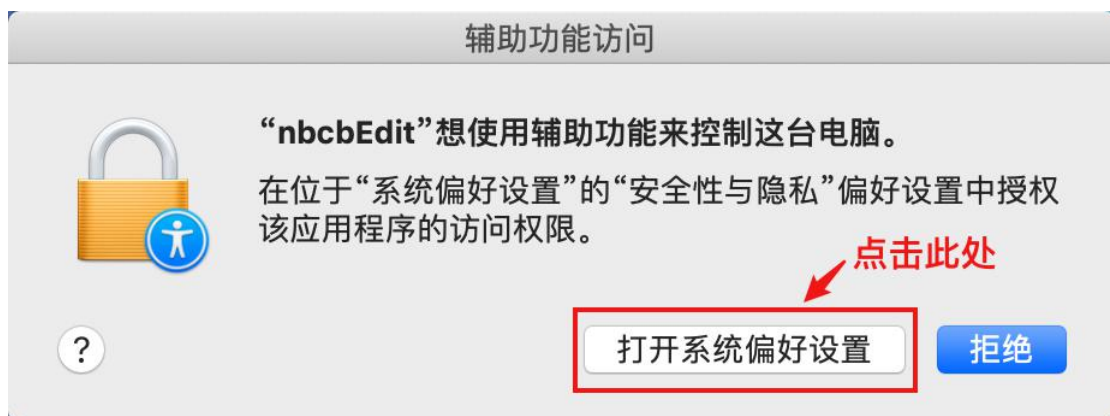 辅助功能访问
“nbcbEdit”想使用辅助功能来控制这台电脑。
在位于“系统偏好设置”的“安全性与隐私”偏好设置中授权
该应用程序的访问权限。
点击此处
?
打开系统偏好设置
拒绝